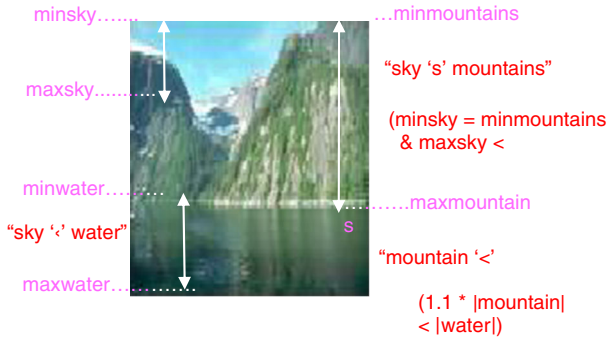 minsky…....
…minmountains
“sky ‘s’ mountains”
maxsky.............
(minsky = minmountains
& maxsky <
minwater.........
.............maxmountain
“sky ‘<’ water”
s
“mountain ‘<’
maxwater...............
(1.1 * |mountain|
< |water|)